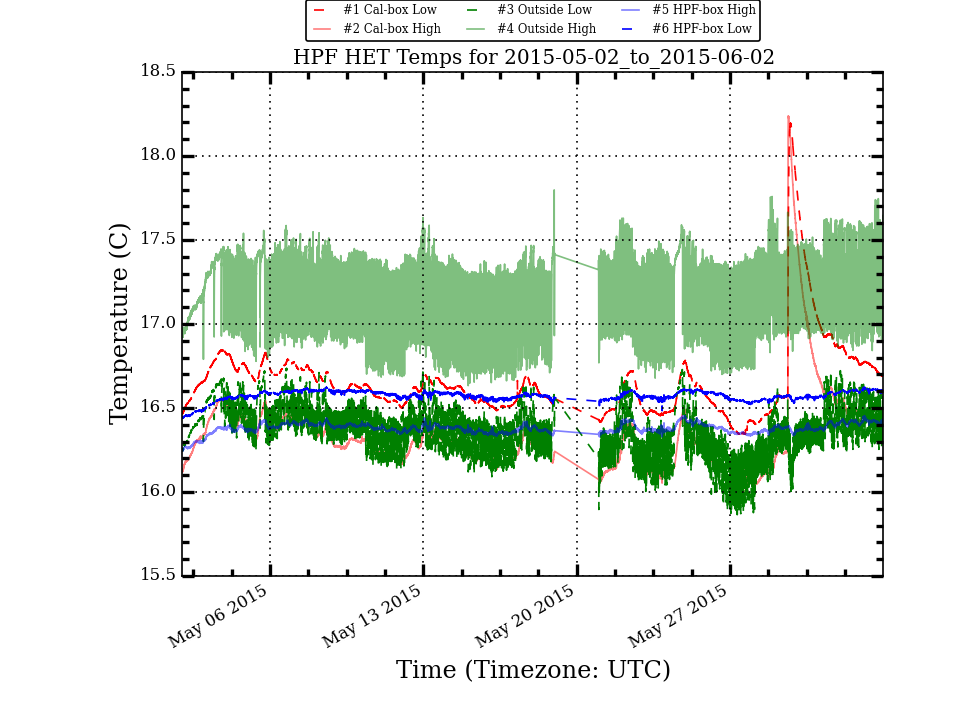 #1 Cal-box Low #3 Outside Low #5 HPF-box High
#2 Cal-box High #4 Outside High #6 HPF-box Low
HPF HET Temps for 2015-05-02_to_2015-06-02
18.5
18.0
17.5
17.0
16.5
16.0
15.5
Temperature (C)
May 06 2015 May 13 2015 May 20 2015 May 27 2015
Time (Timezone: UTC)